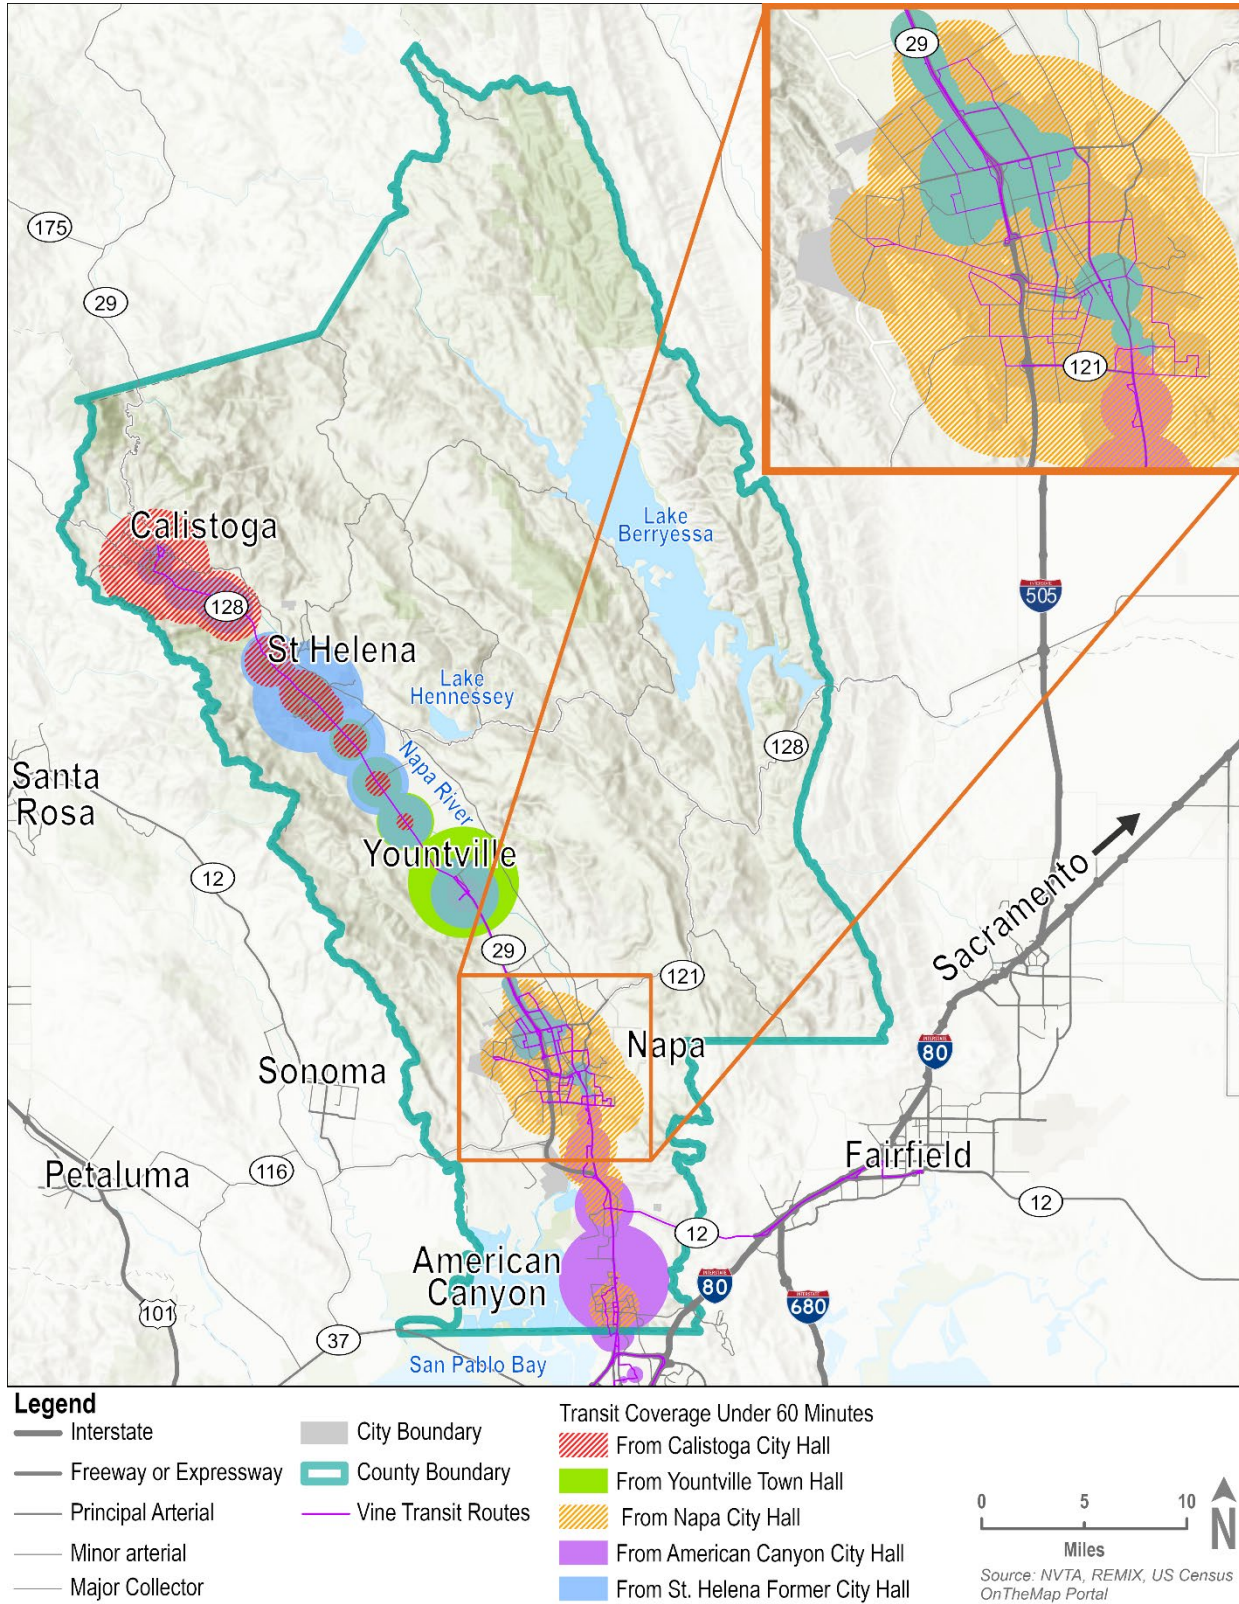 29
121
175
29
Calistoga
128
St Helena
Lake
Berryessa
Lake
Hennessey
Napa River
128
505
Santa
Rosa
12
Yountville
29
121
Sacramento
Napa
INTERSTATE
80
Sonoma
Petaluma
116
Fairfield
12
12
American
Canyon
INTERSTATE
80
INTERSTATE
680
101
37
San Pablo Bay
Legend
Interstate
Freeway or Expressway
Principal Arterial
Minor arterial
Major Collector
City Boundary
County Boundary
Vine Transit Routes
Transit Coverage Under 60 Minutes
From Calistoga City Hall
From Yountville Town Hall
From Napa City Hall
From American Canyon City Hall
From St. Helena Former City Hall
0 5 10
Miles
N
Source: NVTA, REMIX, US Census
OnTheMap Portal